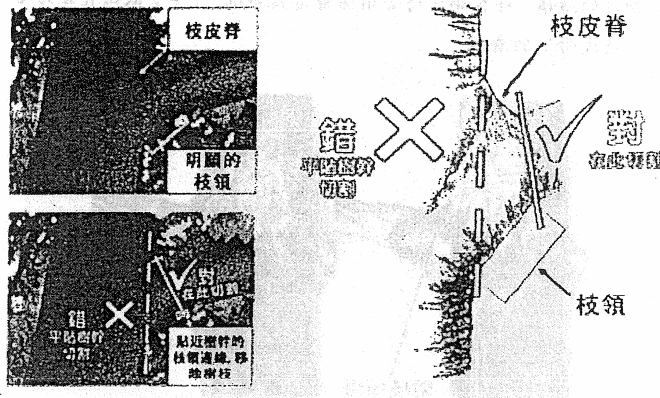 枝皮脊
明顯的
枝領
錯
平貼樹幹
切割
對
在此切割
貼近樹幹的
枝領邊緣,移
除樹枝
枝皮脊
錯
平貼樹幹
切割
對
在此切割
枝領